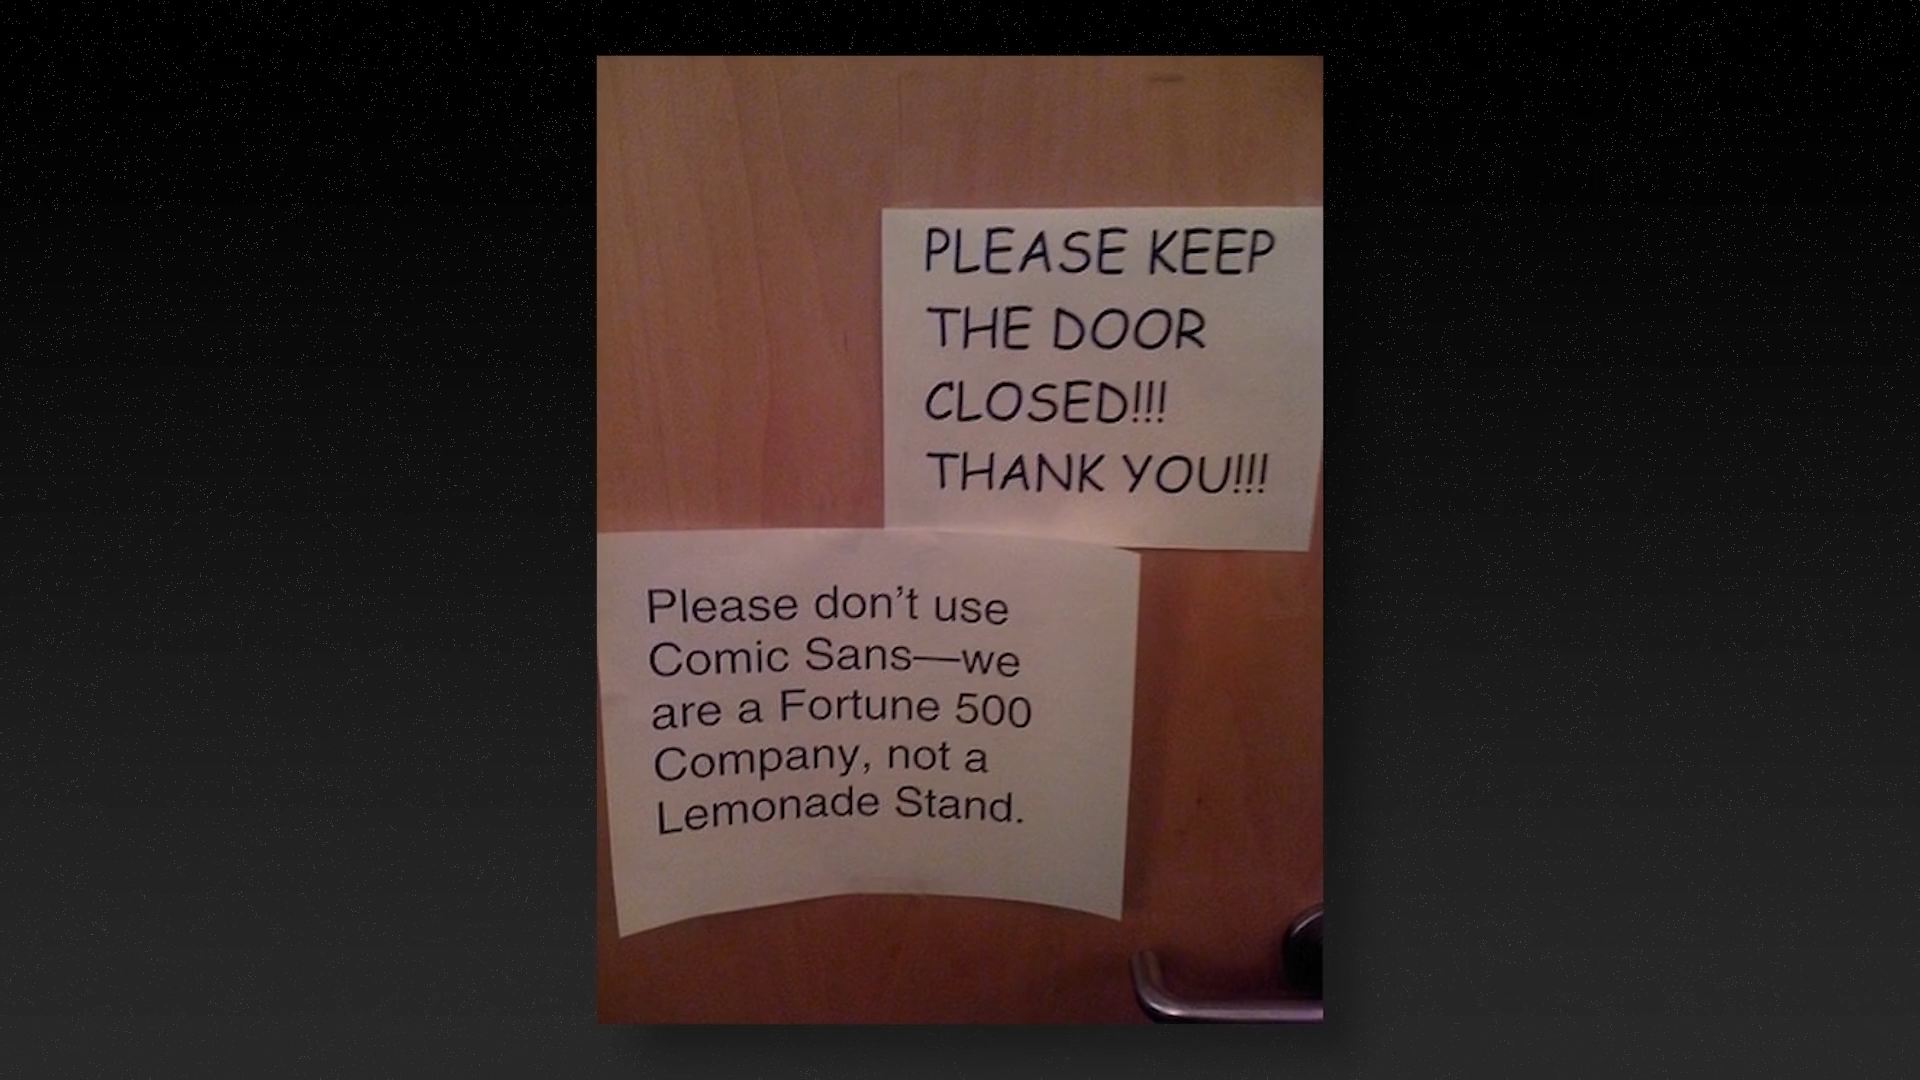 PLEASE KEEP
THE DOOR
CLOSED!!!
THANK YOU!!!
Please don’t use
Comic Sans—we
are a Fortune 500
Company, not a
Lemonade Stand.